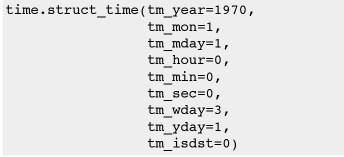 time.struct_time(tm_year=1970,
tm_mon=1,
tm_mday=1,
tm_hour=0,
tm_min=0,
tm_sec=0,
tm_wday=3,
tm_yday=1,
tm_isdst=0)